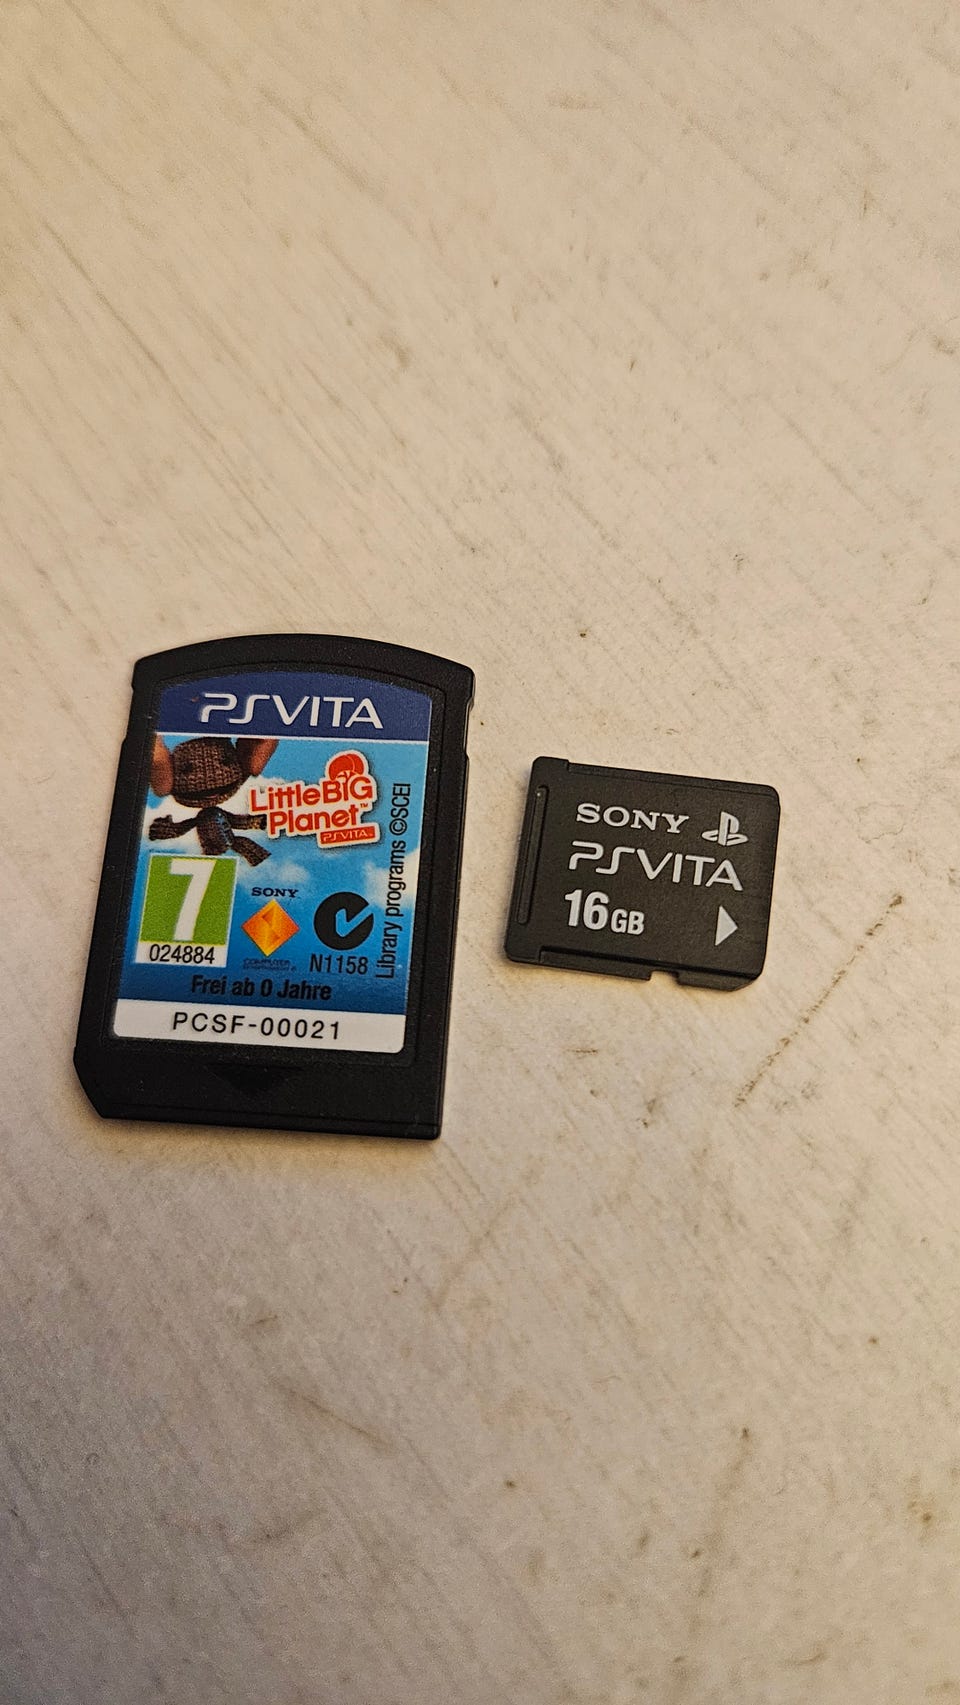 PSVITA
LittleBIG
Planet™
PSVITA
Library programs ©SCEI
7
024884
SONY
N1158
Frei ab 0 Jahre
PCSF-00021
SONY
PSVITA
16GB